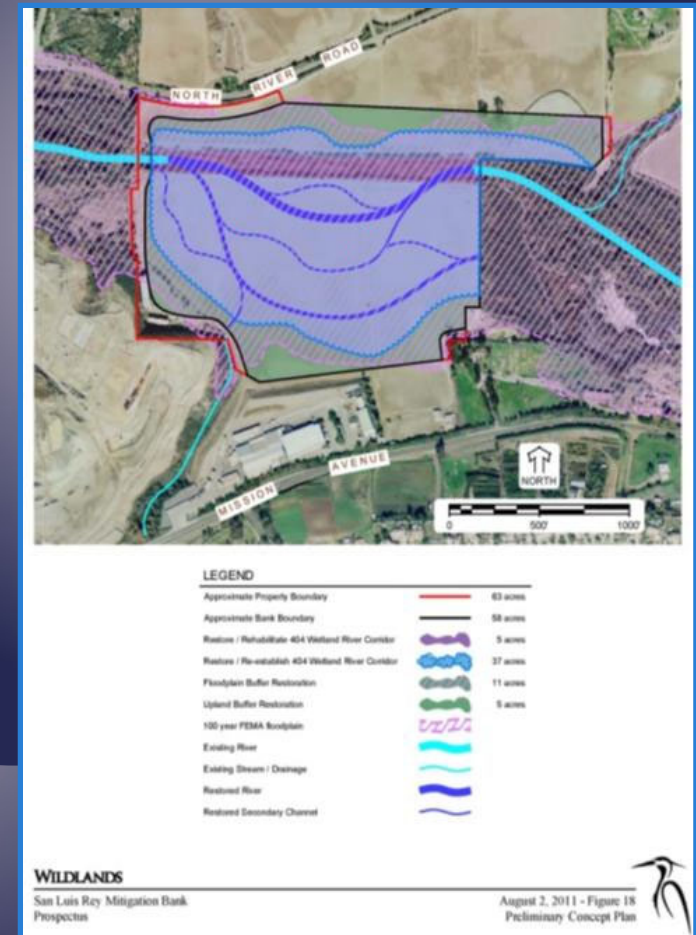 NORTH RIVER ROAD
MISSION AVENUE
NORTH
0 500' 1000'
LEGEND
Approximate Property Boundary 63 acres
Approximate Bank Boundary 58 acres
Restore / Rehabilitate 404 Wetland River Corridor 5 acres
Restore / Re-establish 404 Wetland River Corridor 37 acres
Floodplain Buffer Restoration 11 acres
Upland Buffer Restoration 5 acres
100 year FEMA floodplain
Existing River
Existing Stream / Drainage
Restored River
Restored Secondary Channel
WILDLANDS
San Luis Rey Mitigation Bank August 2, 2011 - Figure 18
Prospectus Preliminary Concept Plan